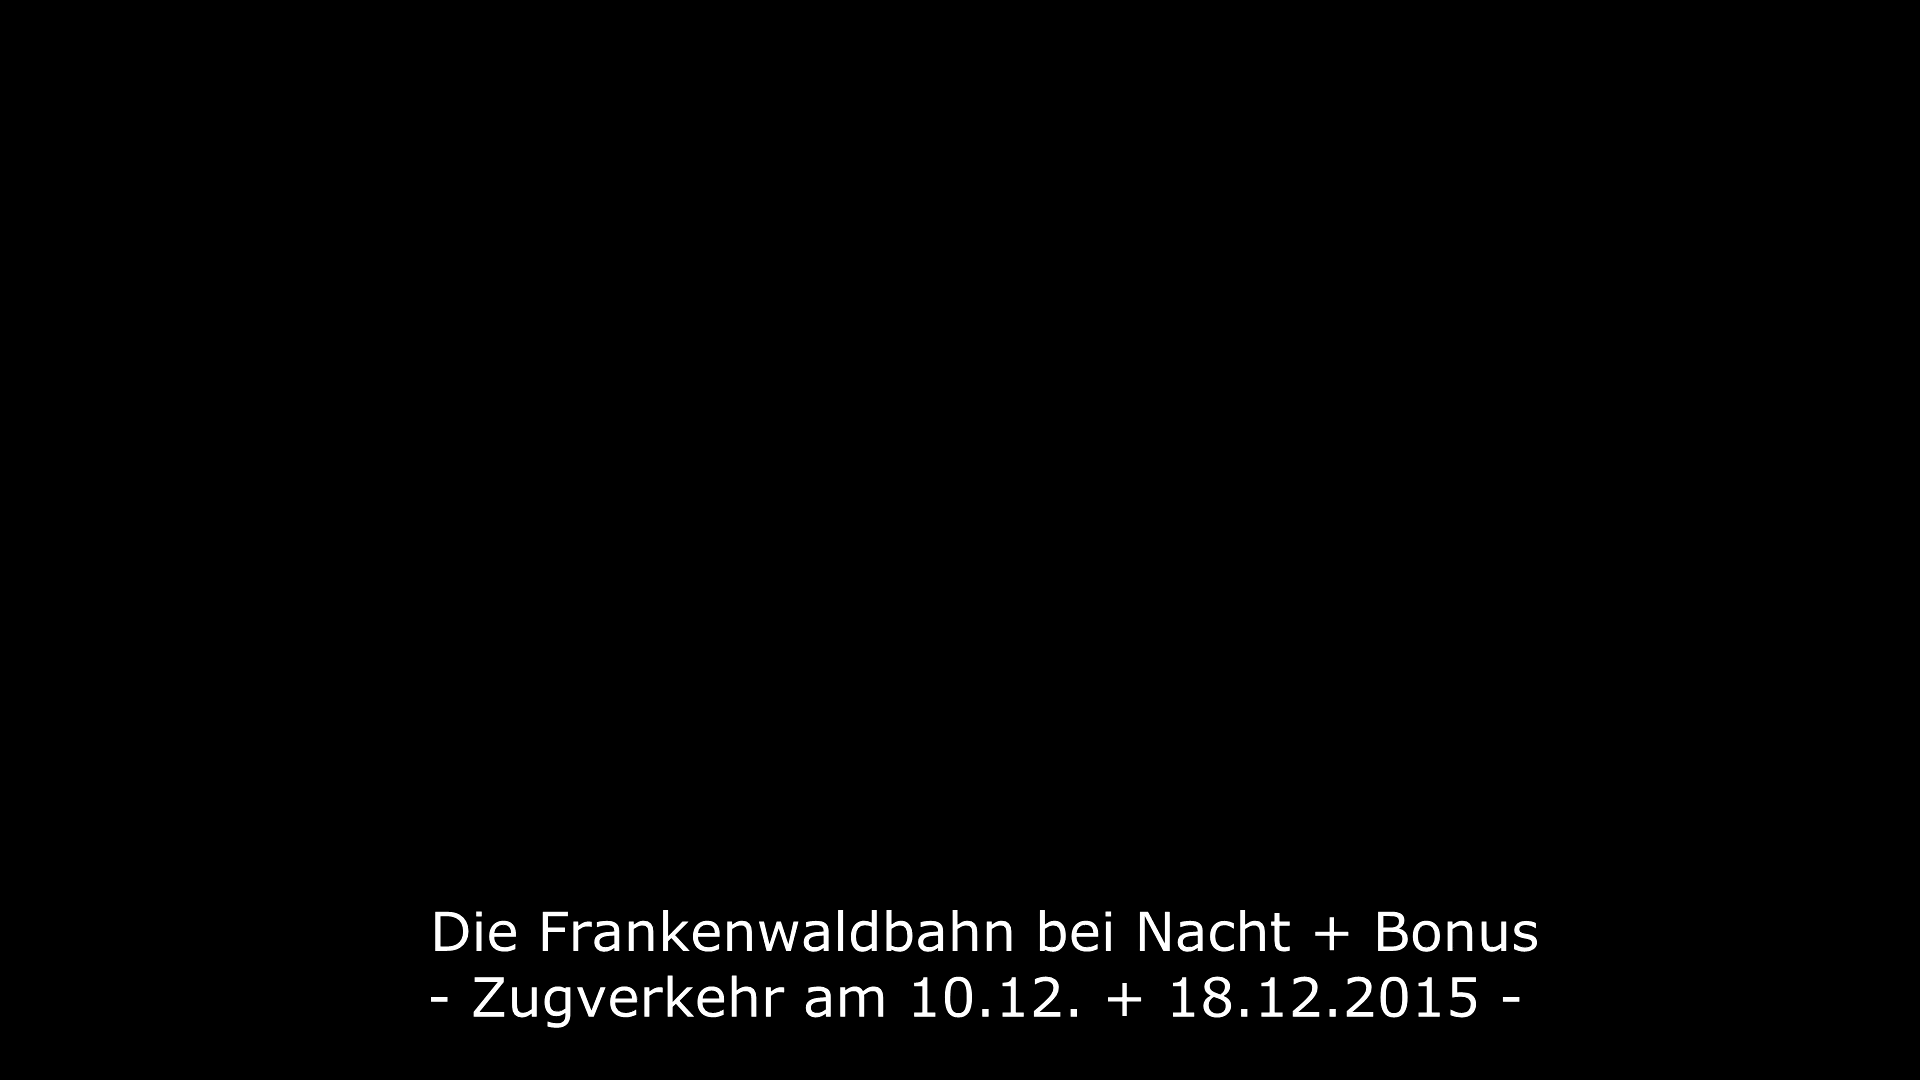 Die Frankenwaldbahn bei Nacht + Bonus
- Zugverkehr am 10.12. + 18.12.2015 -